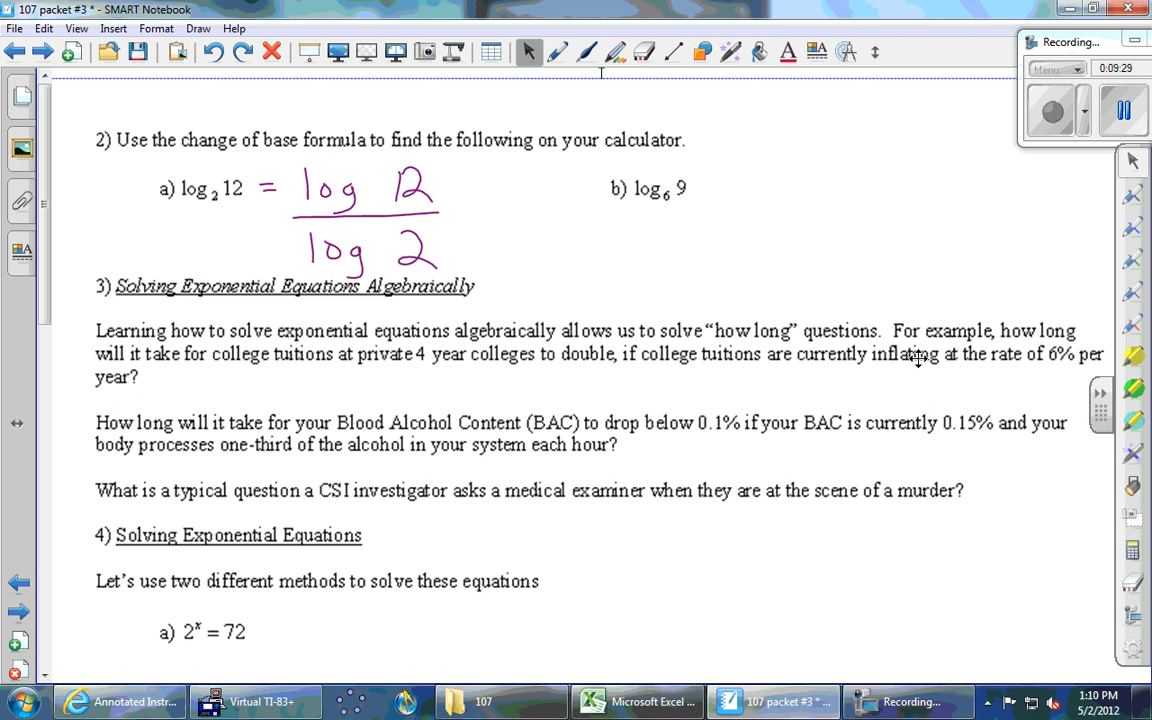 107 packet #3 * - SMART Notebook
File Edit View Insert Format Draw Help
Recording...
Menu
00:09:29
2) Use the change of base formula to find the following on your calculator.
a) log₂ 12 = log 12
log 2
b) log₆ 9
3) Solving Exponential Equations Algebraically
Learning how to solve exponential equations algebraically allows us to solve “how long” questions. For example, how long
will it take for college tuitions at private 4 year colleges to double, if college tuitions are currently inflating at the rate of 6% per
year?
How long will it take for your Blood Alcohol Content (BAC) to drop below 0.1% if your BAC is currently 0.15% and your
body processes one-third of the alcohol in your system each hour?
What is a typical question a CSI investigator asks a medical examiner when they are at the scene of a murder?
4) Solving Exponential Equations
Let’s use two different methods to solve these equations
a) 2ˣ = 72
Annotated Instr... Virtual TI-83+ 107 Microsoft Excel ... 107 packet #3 * ... Recording...
1:10 PM
5/2/2012